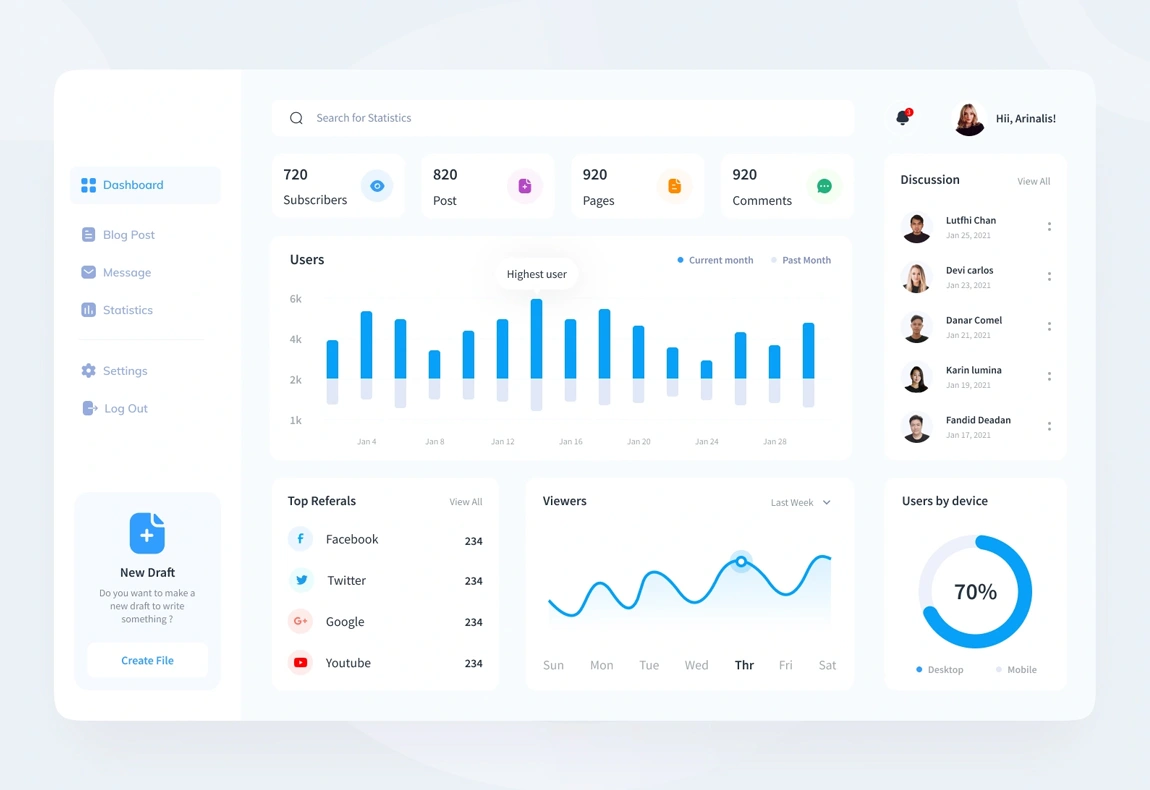 Search for Statistics
2
Hii, Arinalis!
Dashboard
Blog Post
Message
Statistics
Settings
Log Out
New Draft
Do you want to make a
new draft to write
something ?
Create File
720
Subscribers
820
Post
920
Pages
920
Comments
Users
Current month
Past Month
Highest user
6k
4k
2k
1k
Jan 4
Jan 8
Jan 12
Jan 16
Jan 20
Jan 24
Jan 28
Discussion
View All
Lutfhi Chan
Jan 25, 2021
Devi carlos
Jan 23, 2021
Danar Comel
Jan 21, 2021
Karin lumina
Jan 19, 2021
Fandid Deadan
Jan 17, 2021
Top Referals
View All
Facebook
234
Twitter
234
G+
Google
234
Youtube
234
Viewers
Last Week
Sun
Mon
Tue
Wed
Thr
Fri
Sat
Users by device
70%
Desktop
Mobile